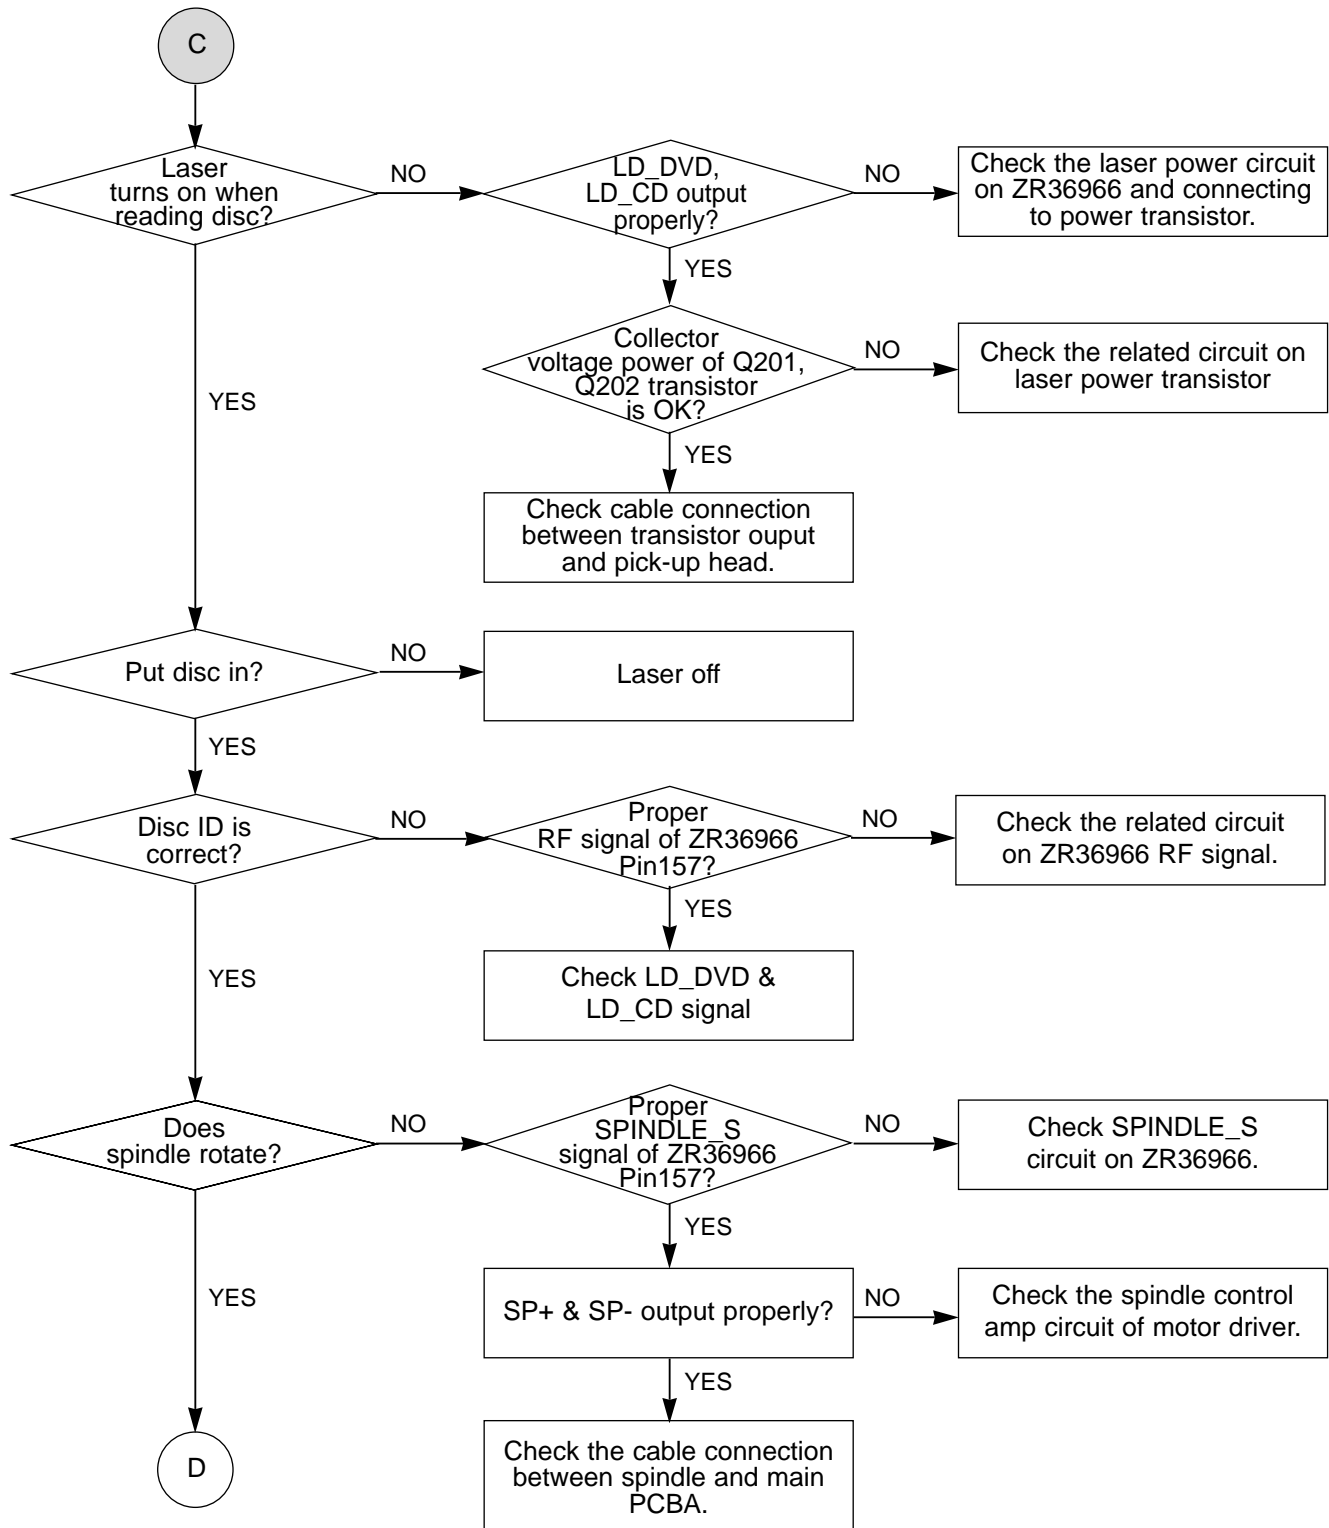 C
Laser
turns on when
reading disc?
NO
LD_DVD,
LD_CD output
properly?
NO
Check the laser power circuit
on ZR36966 and connecting
to power transistor.
YES
Collector
voltage power of Q201,
Q202 transistor
is OK?
NO
Check the related circuit on
laser power transistor
YES
YES
Check cable connection
between transistor ouput
and pick-up head.
Put disc in?
NO
Laser off
YES
Disc ID is
correct?
NO
Proper
RF signal of ZR36966
Pin157?
NO
Check the related circuit
on ZR36966 RF signal.
YES
YES
Check LD_DVD &
LD_CD signal
Does
spindle rotate?
NO
Proper
SPINDLE_S
signal of ZR36966
Pin157?
NO
Check SPINDLE_S
circuit on ZR36966.
YES
YES
SP+ & SP- output properly?
NO
Check the spindle control
amp circuit of motor driver.
YES
Check the cable connection
between spindle and main
PCBA.
D